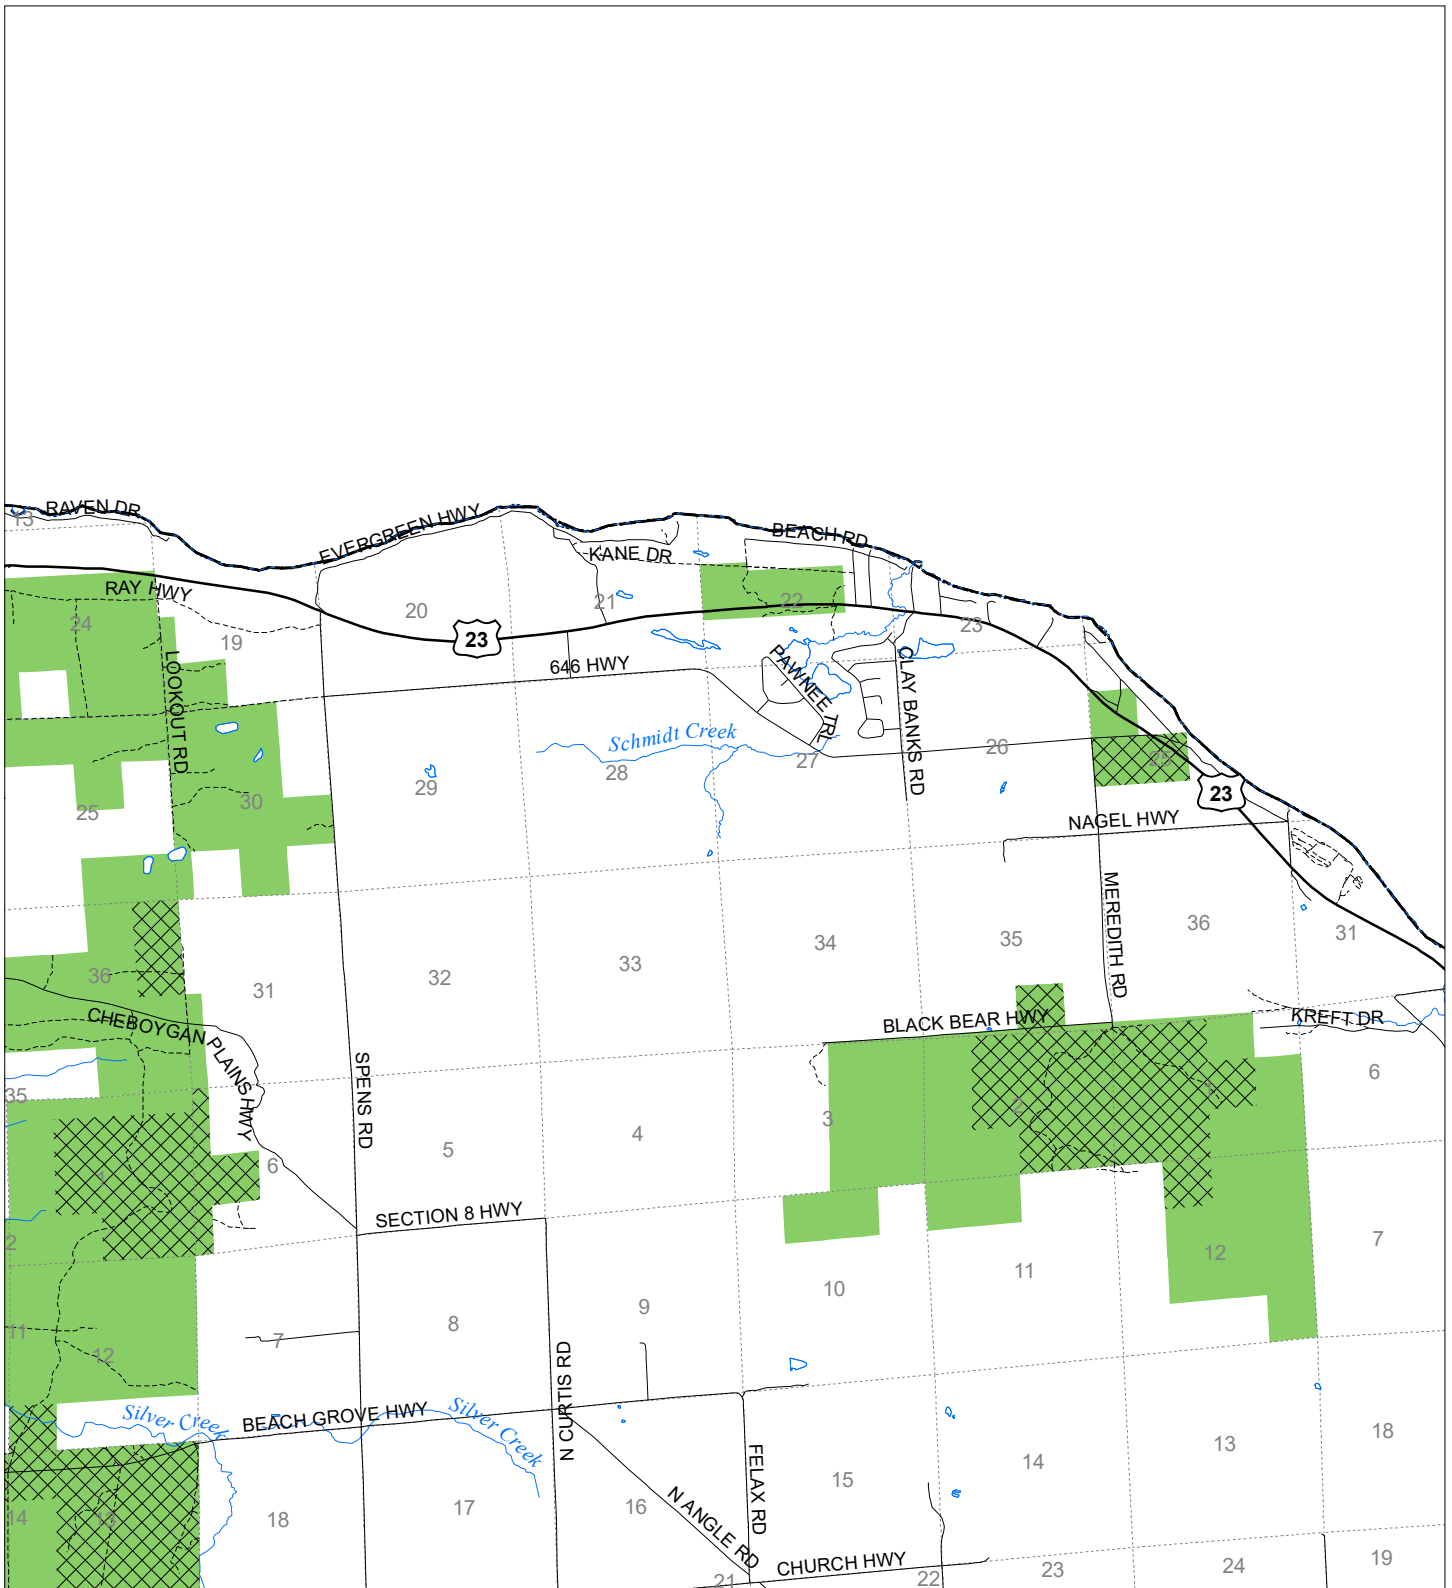 RAVEN DR
13
EVERGREEN HWY
BEACH RD
KANE DR
RAY HWY
24
19
20
21
22
23
23
646 HWY
LOOKOUT RD
PAWNEE TRL
CLAY BANKS RD
Schmidt Creek
25
30
29
28
27
26
25
23
NAGEL HWY
MEREDITH RD
36
31
32
33
34
35
36
31
CHEBOYGAN PLAINS HWY
BLACK BEAR HWY
KREFT DR
SPENS RD
35
1
6
5
4
3
2
1
6
SECTION 8 HWY
2
11
12
7
8
9
10
11
12
7
N CURTIS RD
Silver Creek
BEACH GROVE HWY
Silver Creek
FELAX RD
N ANGLE RD
14
13
18
17
16
15
14
13
18
CHURCH HWY
21
22
23
24
19